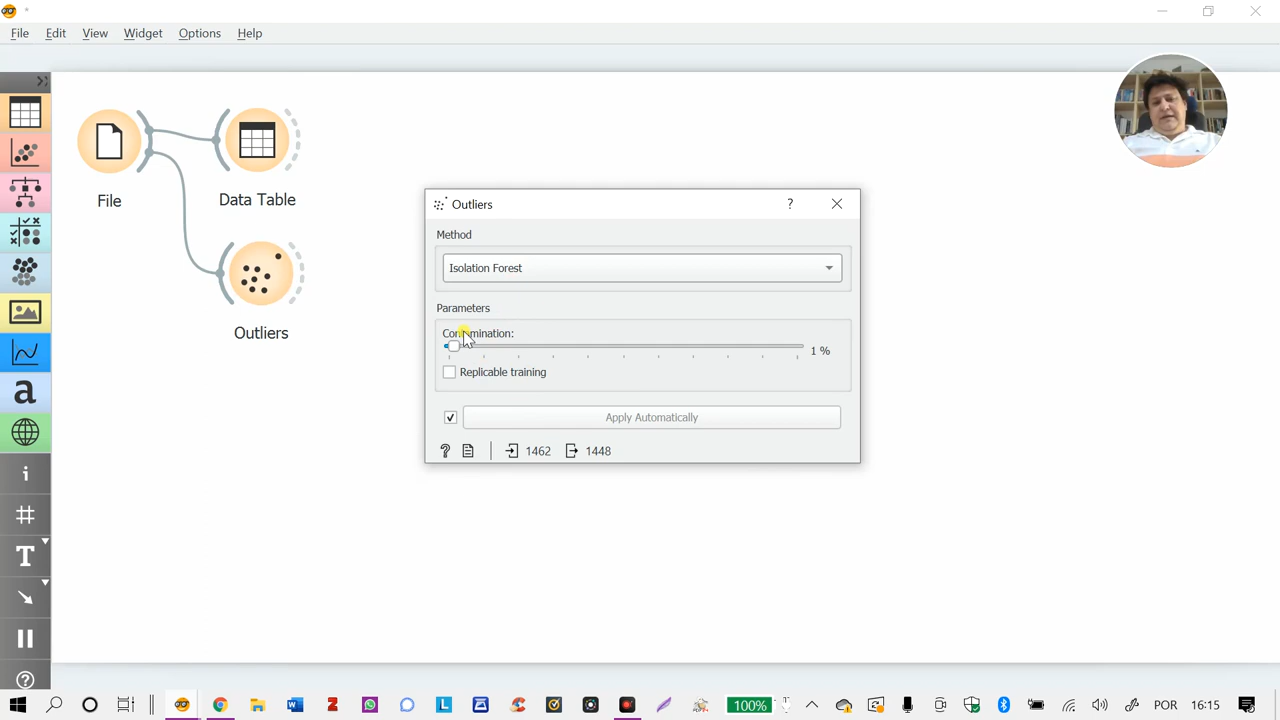 File Edit View Widget Options Help
File
Data Table
Outliers
Outliers ?
Method
Isolation Forest
Parameters
Contamination:
1 %
Replicable training
Apply Automatically
? 1462 1448
a
i
#
T
?
W Z L 100% POR 16:15